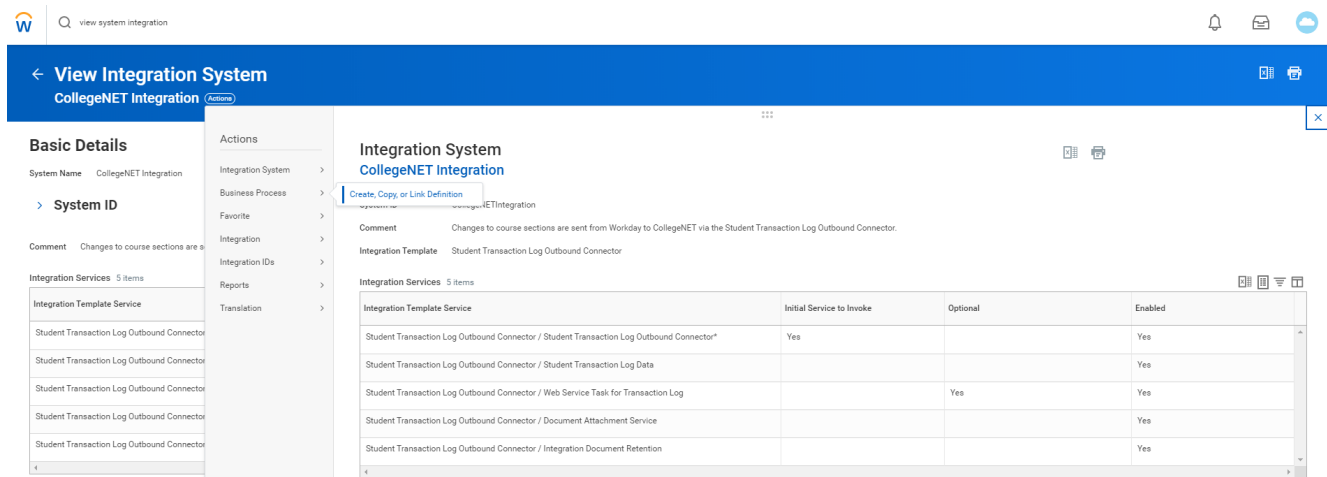 view system integration
View Integration System
CollegeNET Integration Actions
Basic Details
System Name CollegeNET Integration
System ID
Comment Changes to course sections are s
Integration Services 5 items
Integration Template Service
Student Transaction Log Outbound Connector
Student Transaction Log Outbound Connector
Student Transaction Log Outbound Connector
Student Transaction Log Outbound Connector
Student Transaction Log Outbound Connector
Actions
Integration System
Business Process
Favorite
Integration
Integration IDs
Reports
Translation
Create, Copy, or Link Definition
Integration System
CollegeNET Integration
System ID CollegeNETIntegration
Comment Changes to course sections are sent from Workday to CollegeNET via the Student Transaction Log Outbound Connector.
Integration Template Student Transaction Log Outbound Connector
Integration Services 5 items
Integration Template Service Initial Service to Invoke Optional Enabled
Student Transaction Log Outbound Connector / Student Transaction Log Outbound Connector* Yes Yes
Student Transaction Log Outbound Connector / Student Transaction Log Data Yes
Student Transaction Log Outbound Connector / Web Service Task for Transaction Log Yes Yes
Student Transaction Log Outbound Connector / Document Attachment Service Yes
Student Transaction Log Outbound Connector / Integration Document Retention Yes